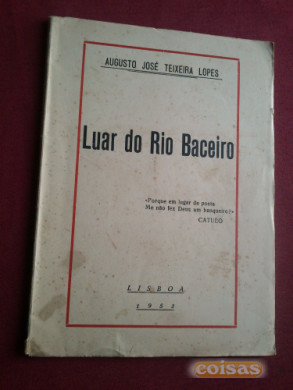 AUGUSTO JOSÉ TEIXEIRA LOPES
Luar do Rio Baceiro
«Porque em lugar de poeta
Me não fez Deus um banqueiro?»
CATULO
LISBOA
coisas